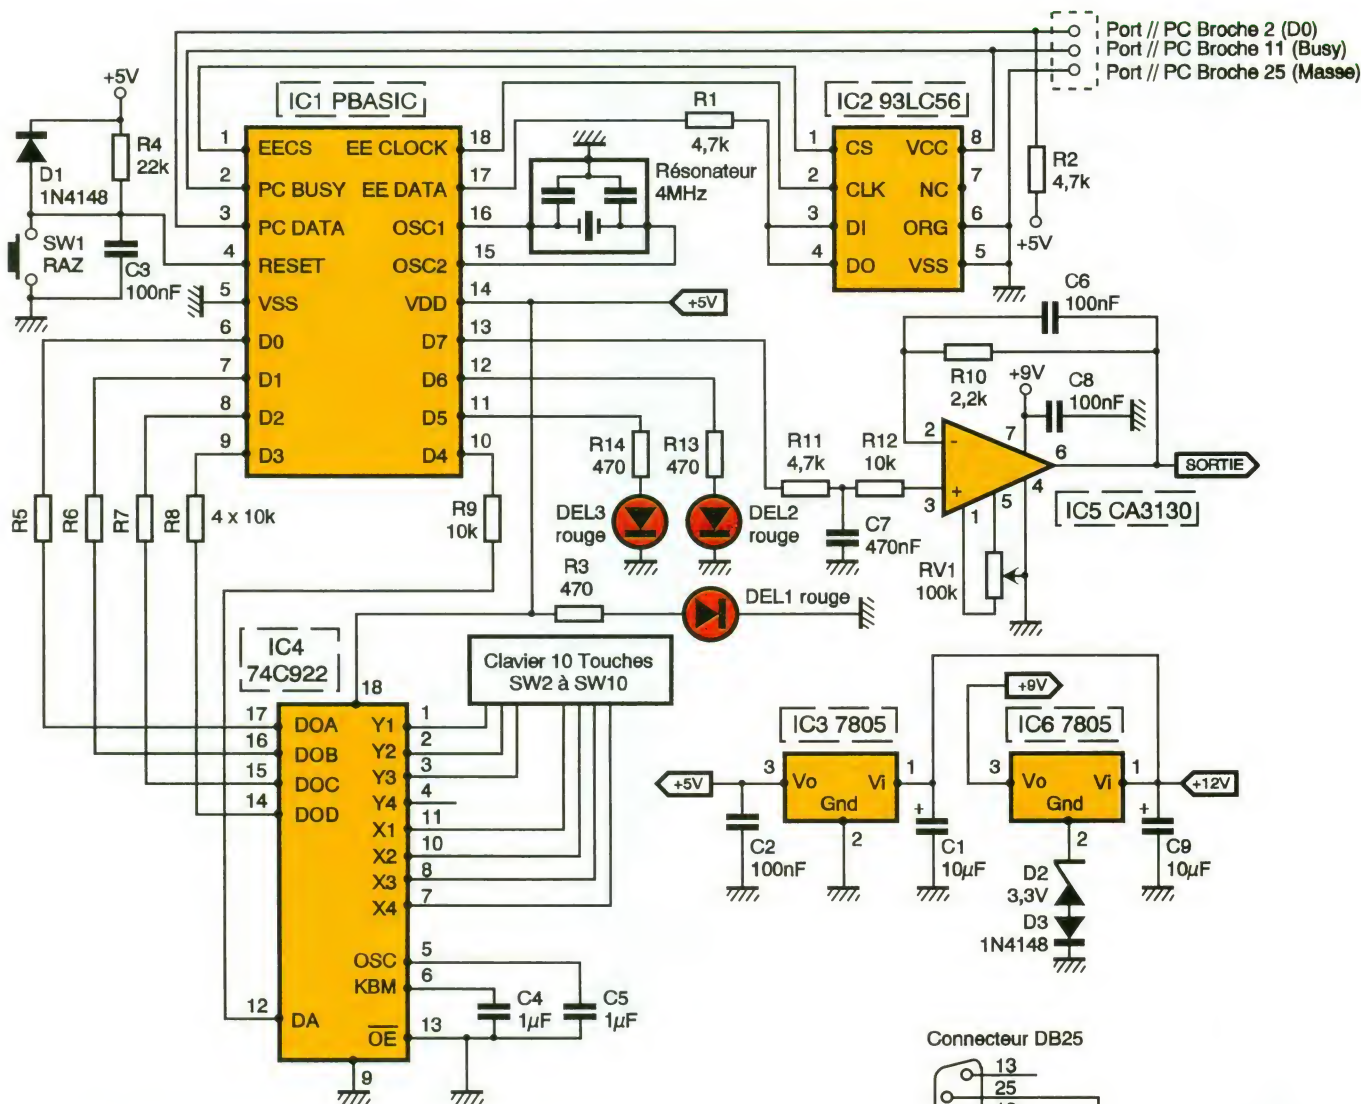 Port // PC Broche 2 (D0)
Port // PC Broche 11 (Busy)
Port // PC Broche 25 (Masse)
+5V
IC1 PBASIC
R1
4,7k
IC2 93LC56
D1
1N4148
R4
22k
SW1
RAZ
C3
100nF
1 EECS
2 PC BUSY
3 PC DATA
4 RESET
5 VSS
6 D0
7 D1
8 D2
9 D3
EE CLOCK 18
EE DATA 17
OSC1 16
OSC2 15
VDD 14
D7 13
D6 12
D5 11
D4 10
Résonateur
4MHz
1 CS
2 CLK
3 DI
4 DO
VCC 8
NC 7
ORG 6
VSS 5
R2
4,7k
+5V
+5V
C6
100nF
R10
2,2k
+9V
C8
100nF
R11
4,7k
R12
10k
2 -
3 +
7
6
5
4
1
SORTIE
IC5 CA3130
C7
470nF
RV1
100k
R14
470
R13
470
DEL3
rouge
DEL2
rouge
R5
R6
R7
R8
4 x 10k
R9
10k
R3
470
DEL1 rouge
IC4
74C922
Clavier 10 Touches
SW2 à SW10
18
17 DOA
16 DOB
15 DOC
14 DOD
12 DA
Y1 1
Y2 2
Y3 3
Y4 4
X1 11
X2 10
X3 8
X4 7
OSC 5
KBM 6
OE 13
9
C4
1µF
C5
1µF
+9V
IC3 7805
IC6 7805
+5V
3 Vo Vi 1
Gnd
2
C2
100nF
+
C1
10µF
3 Vo Vi 1
Gnd
2
+12V
+
C9
10µF
D2
3,3V
D3
1N4148
Connecteur DB25
13
25